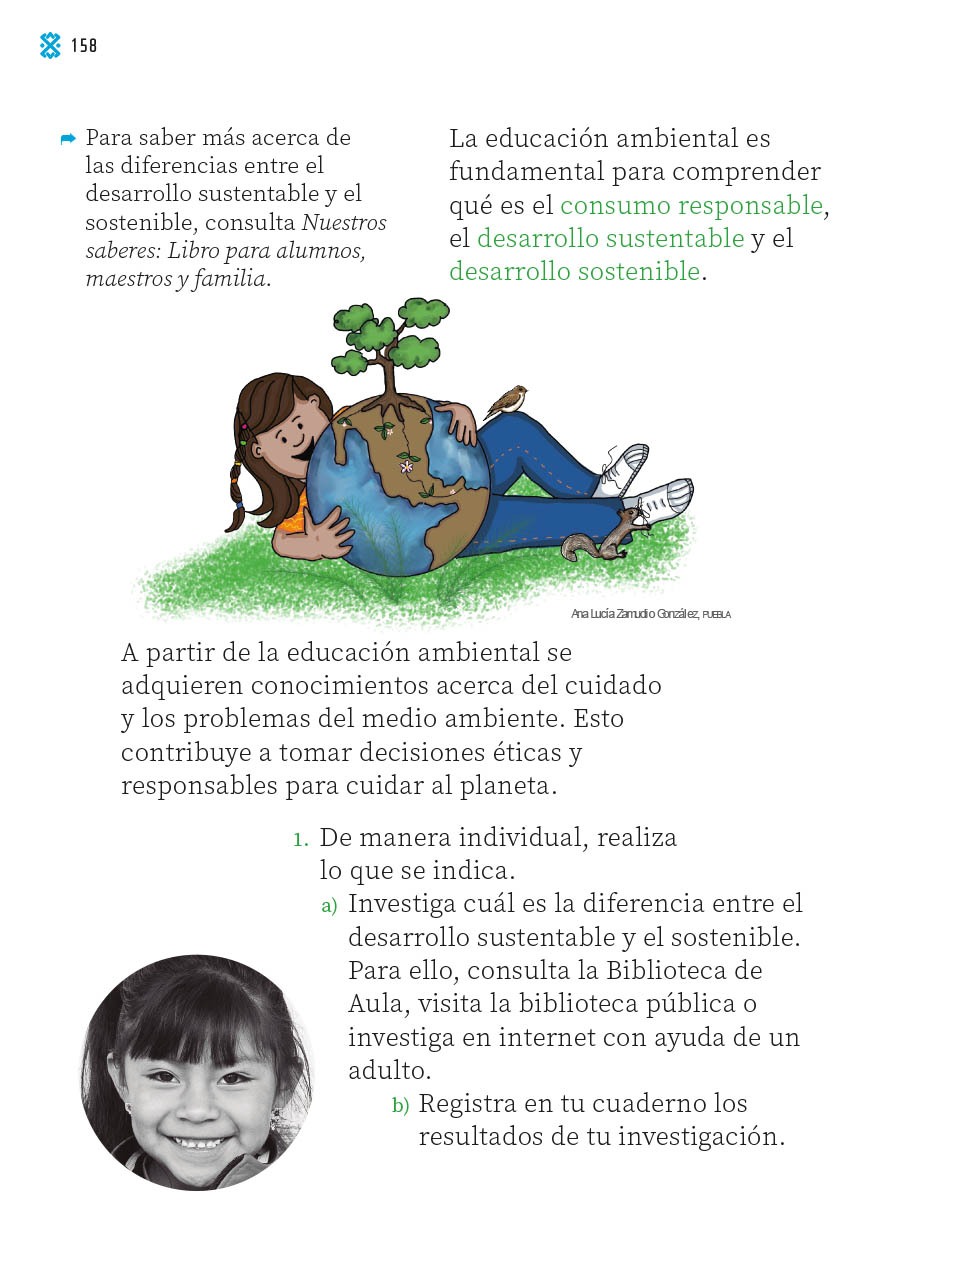 158
Para saber más acerca de
las diferencias entre el
desarrollo sustentable y el
sostenible, consulta Nuestros
saberes: Libro para alumnos,
maestros y familia.
La educación ambiental es
fundamental para comprender
qué es el consumo responsable,
el desarrollo sustentable y el
desarrollo sostenible.
Ana Lucía Zamudio González, PUEBLA
A partir de la educación ambiental se
adquieren conocimientos acerca del cuidado
y los problemas del medio ambiente. Esto
contribuye a tomar decisiones éticas y
responsables para cuidar al planeta.
1. De manera individual, realiza
lo que se indica.
a) Investiga cuál es la diferencia entre el
desarrollo sustentable y el sostenible.
Para ello, consulta la Biblioteca de
Aula, visita la biblioteca pública o
investiga en internet con ayuda de un
adulto.
b) Registra en tu cuaderno los
resultados de tu investigación.